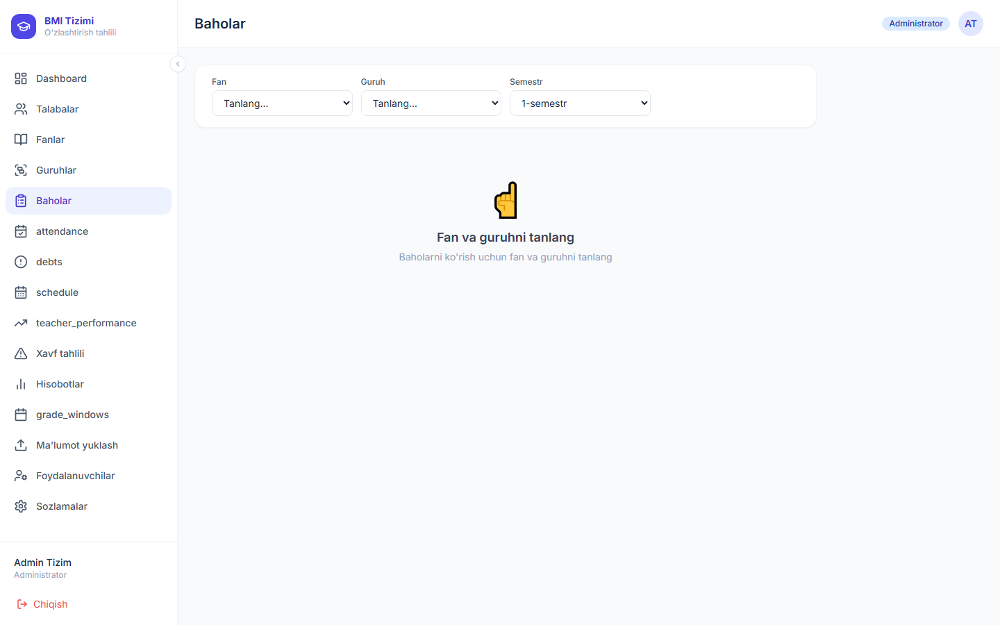 BMI Tizimi
O'zlashtirish tahlili
Dashboard
Talabalar
Fanlar
Guruhlar
Baholar
attendance
debts
schedule
teacher_performance
Xavf tahlili
Hisobotlar
grade_windows
Ma'lumot yuklash
Foydalanuvchilar
Sozlamalar
Admin Tizim
Administrator
Chiqish
Baholar
Administrator
AT
Fan
Guruh
Semestr
Tanlang...
Tanlang...
1-semestr
Fan va guruhni tanlang
Baholarni ko'rish uchun fan va guruhni tanlang